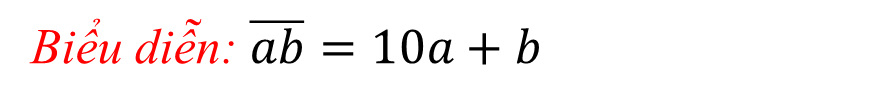 Biểu diễn: $\overline{ab} = 10a + b$